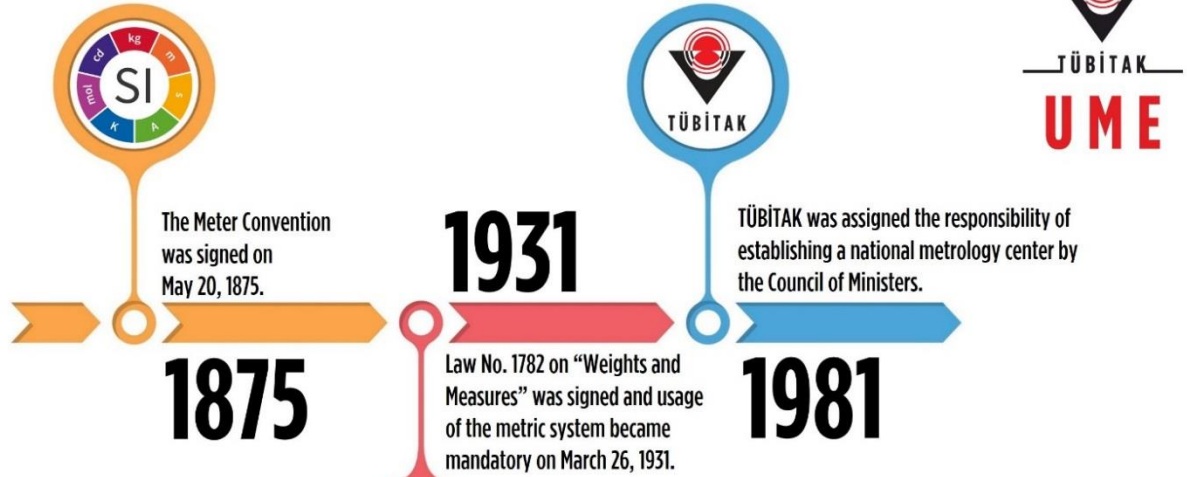 kg
m
s
A
K
mol
cd
SI
TÜBİTAK
TÜBİTAK
UME
The Meter Convention
was signed on
May 20, 1875.
1875
1931
Law No. 1782 on “Weights and
Measures” was signed and usage
of the metric system became
mandatory on March 26, 1931.
TÜBİTAK was assigned the responsibility of
establishing a national metrology center by
the Council of Ministers.
1981